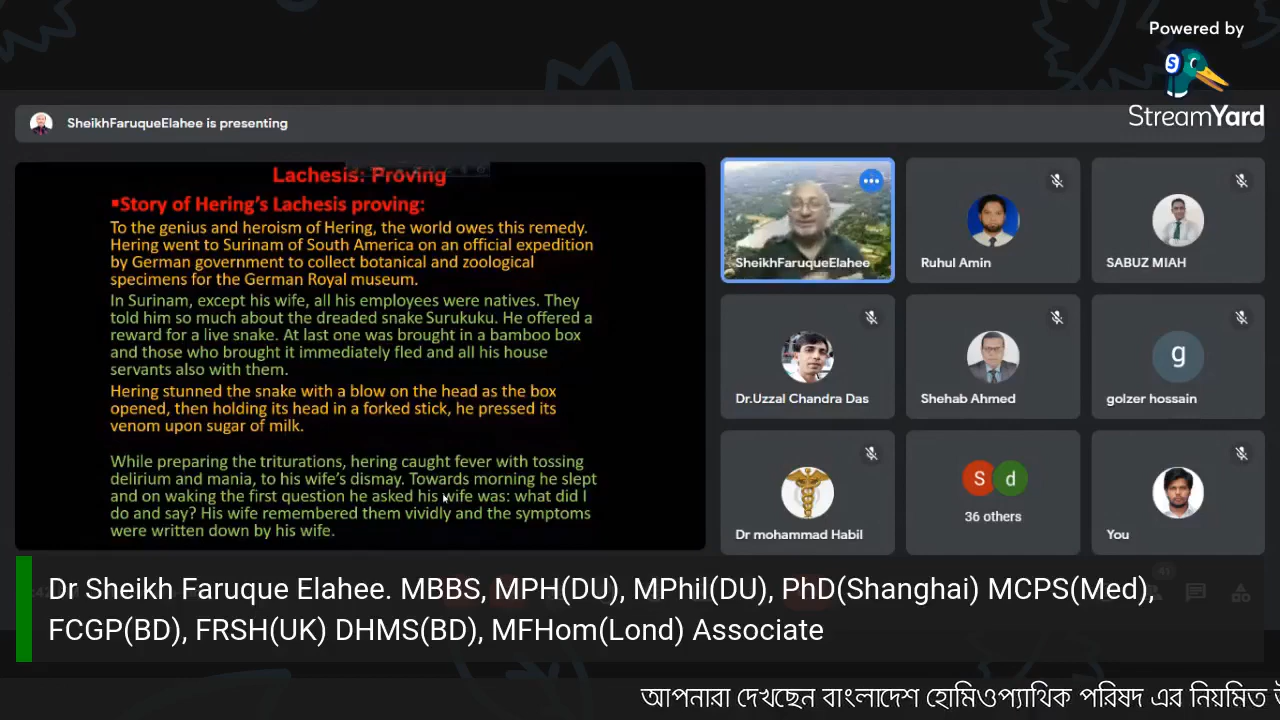 Powered by
S
StreamYard
SheikhFaruqueElahee is presenting
Lachesis: Proving
▪Story of Hering's Lachesis proving:
To the genius and heroism of Hering, the world owes this remedy.
Hering went to Surinam of South America on an official expedition
by German government to collect botanical and zoological
specimens for the German Royal museum.
In Surinam, except his wife, all his employees were natives. They
told him so much about the dreaded snake Surukuku. He offered a
reward for a live snake. At last one was brought in a bamboo box
and those who brought it immediately fled and all his house
servants also with them.
Hering stunned the snake with a blow on the head as the box
opened, then holding its head in a forked stick, he pressed its
venom upon sugar of milk.
While preparing the triturations, hering caught fever with tossing
delirium and mania, to his wife's dismay. Towards morning he slept
and on waking the first question he asked his wife was: what did I
do and say? His wife remembered them vividly and the symptoms
were written down by his wife.
SheikhFaruqueElahee
Ruhul Amin
SABUZ MIAH
Dr.Uzzal Chandra Das
Shehab Ahmed
g
golzer hossain
Dr mohammad Habil
S d
36 others
You
41
Dr Sheikh Faruque Elahee. MBBS, MPH(DU), MPhil(DU), PhD(Shanghai) MCPS(Med),
FCGP(BD), FRSH(UK) DHMS(BD), MFHom(Lond) Associate
আপনারা দেখছেন বাংলাদেশ হোমিওপ্যাথিক পরিষদ এর নিয়মিত